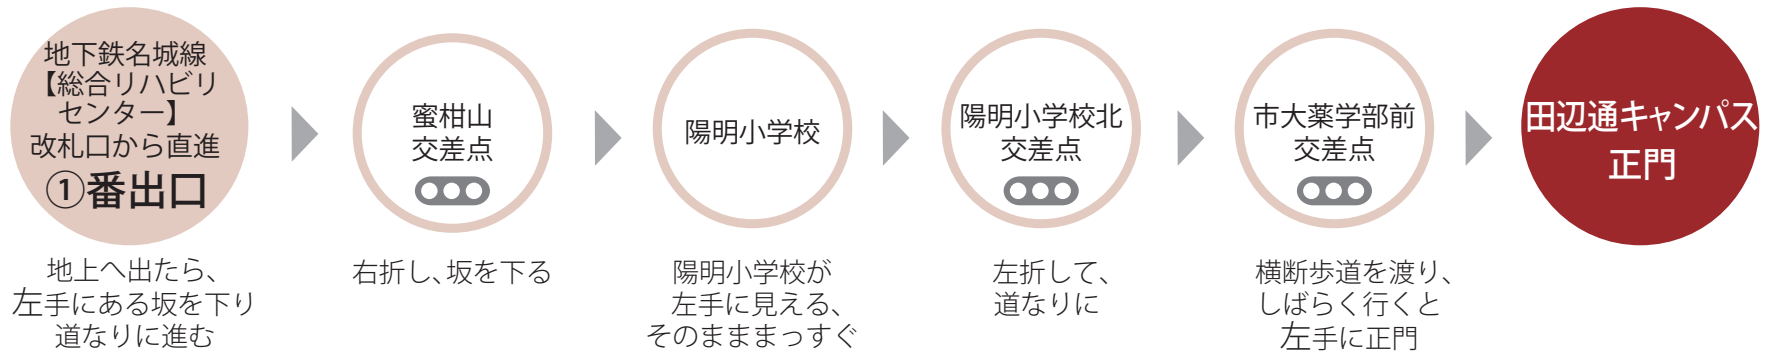 地下鉄名城線
【総合リハビリ
センター】
改札口から直進
①番出口
地上へ出たら、
左手にある坂を下り
道なりに進む
蜜柑山
交差点
右折し、坂を下る
陽明小学校
陽明小学校が
左手に見える、
そのまままっすぐ
陽明小学校北
交差点
左折して、
道なりに
市大薬学部前
交差点
横断歩道を渡り、
しばらく行くと
左手に正門
田辺通キャンパス
正門